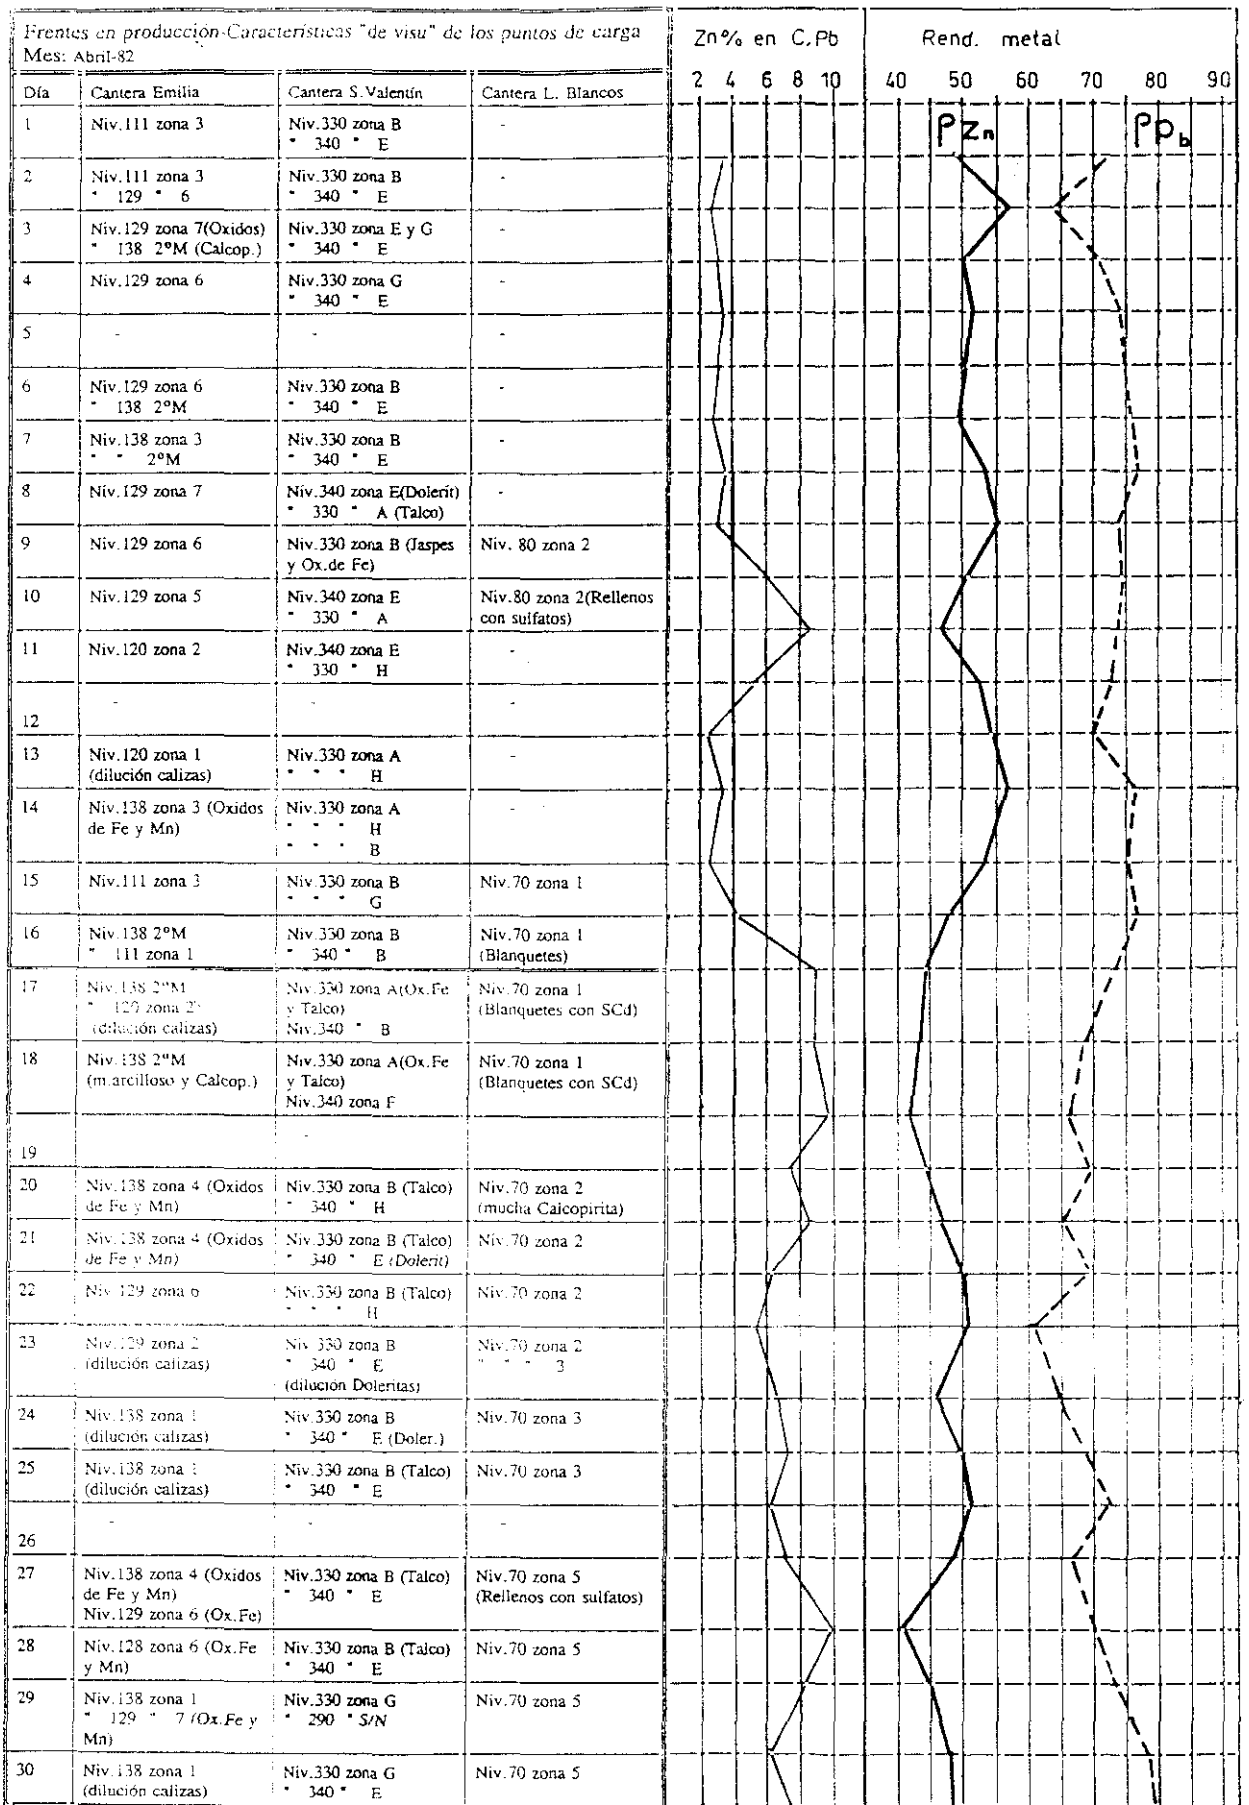 Frentes en producción-Características "de visu" de los puntos de carga
Mes: Abril-82
Zn% en C.Pb
Rend. metal
2 4 6 8 10
40 50 60 70 80 90
ρZn
ρPb
Día Cantera Emilia Cantera S.Valentín Cantera L. Blancos
1 Niv.111 zona 3 Niv.330 zona B -
" 340 " E
2 Niv.111 zona 3 Niv.330 zona B -
" 129 " 6 " 340 " E
3 Niv.129 zona 7(Oxidos) Niv.330 zona E y G -
" 138 2ºM (Calcop.) " 340 " E
4 Niv.129 zona 6 Niv.330 zona G -
" 340 " E
5 - - -
6 Niv.129 zona 6 Niv.330 zona B -
" 138 2ºM " 340 " E
7 Niv.138 zona 3 Niv.330 zona B -
" " 2ºM " 340 " E
8 Niv.129 zona 7 Niv.340 zona E(Dolerit) -
" 330 " A (Talco)
9 Niv.129 zona 6 Niv.330 zona B (Jaspes Niv. 80 zona 2
y Ox.de Fe)
10 Niv.129 zona 5 Niv.340 zona E Niv.80 zona 2(Rellenos
" 330 " A con sulfatos)
11 Niv.120 zona 2 Niv.340 zona E -
" 330 " H
12 - - -
13 Niv.120 zona 1 Niv.330 zona A -
(dilución calizas) " " " H
14 Niv.138 zona 3 (Oxidos Niv.330 zona A -
de Fe y Mn) " " " H
" " " B
15 Niv.111 zona 3 Niv.330 zona B Niv.70 zona 1
" " " G
16 Niv.138 2ºM Niv.330 zona B Niv.70 zona 1
" 111 zona 1 " 340 " B (Blanquetes)
17 Niv.138 2ºM Niv.330 zona A(Ox.Fe Niv.70 zona 1
" 129 zona 2 y Talco) (Blanquetes con SCd)
(dilución calizas) Niv.340 " B
18 Niv.138 2ºM Niv.330 zona A(Ox.Fe Niv.70 zona 1
(m.arcilloso y Calcop.) y Talco) (Blanquetes con SCd)
Niv.340 zona F
19 -
20 Niv.138 zona 4 (Oxidos Niv.330 zona B (Talco) Niv.70 zona 2
de Fe y Mn) " 340 " H (mucha Calcopirita)
21 Niv.138 zona 4 (Oxidos Niv.330 zona B (Talco) Niv.70 zona 2
de Fe y Mn) " 340 " E (Dolerit)
22 Niv 129 zona 6 Niv.330 zona B (Talco) Niv.70 zona 2
" " " H
23 Niv.129 zona 2 Niv 330 zona B Niv.70 zona 2
(dilución calizas) " 340 " E " " " 3
(dilución Doleritas)
24 Niv.138 zona 1 Niv.330 zona B Niv.70 zona 3
(dilución calizas) " 340 " E (Doler.)
25 Niv.138 zona 1 Niv.330 zona B (Talco) Niv.70 zona 3
(dilución calizas) " 340 " E
26 - -
27 Niv.138 zona 4 (Oxidos Niv.330 zona B (Talco) Niv.70 zona 5
de Fe y Mn) " 340 " E (Rellenos con sulfatos)
Niv.129 zona 6 (Ox.Fe)
28 Niv.128 zona 6 (Ox.Fe Niv.330 zona B (Talco) Niv.70 zona 5
y Mn) " 340 " E
29 Niv.138 zona 1 Niv.330 zona G Niv.70 zona 5
" 129 " 7 (Ox.Fe y " 290 " S/N
Mn)
30 Niv.138 zona 1 Niv.330 zona G Niv.70 zona 5
(dilución calizas) " 340 " E